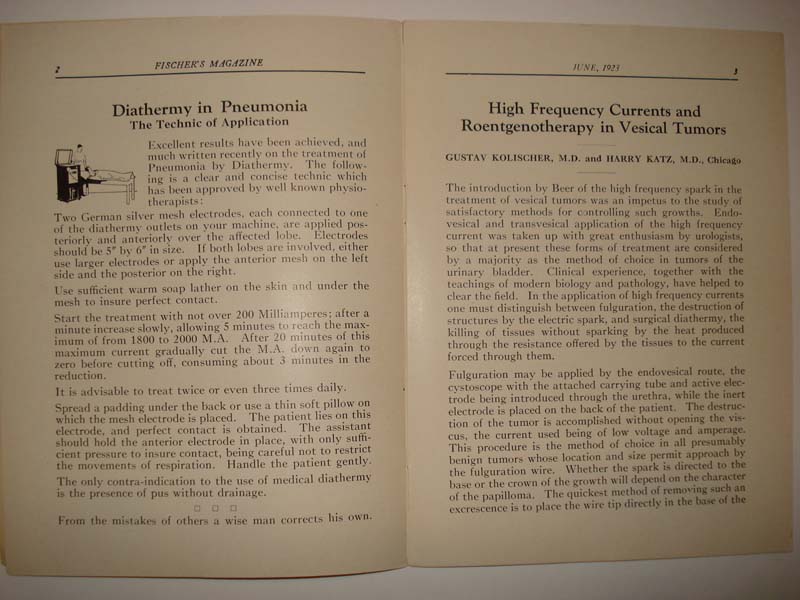 2 FISCHER'S MAGAZINE
Diathermy in Pneumonia
The Technic of Application
Excellent results have been achieved, and
much written recently on the treatment of
Pneumonia by Diathermy. The follow-
ing is a clear and concise technic which
has been approved by well known physio-
therapists:
Two German silver mesh electrodes, each connected to one
of the diathermy outlets on your machine, are applied pos-
teriorly and anteriorly over the affected lobe. Electrodes
should be 5" by 6" in size. If both lobes are involved, either
use larger electrodes or apply the anterior mesh on the left
side and the posterior on the right.
Use sufficient warm soap lather on the skin and under the
mesh to insure perfect contact.
Start the treatment with not over 200 Milliamperes; after a
minute increase slowly, allowing 5 minutes to reach the max-
imum of from 1800 to 2000 M.A. After 20 minutes of this
maximum current gradually cut the M.A. down again to
zero before cutting off, consuming about 3 minutes in the
reduction.
It is advisable to treat twice or even three times daily.
Spread a padding under the back or use a thin soft pillow on
which the mesh electrode is placed. The patient lies on this
electrode, and perfect contact is obtained. The assistant
should hold the anterior electrode in place, with only suffi-
cient pressure to insure contact, being careful not to restrict
the movements of respiration. Handle the patient gently.
The only contra-indication to the use of medical diathermy
is the presence of pus without drainage.
From the mistakes of others a wise man corrects his own.
JUNE, 1923 3
High Frequency Currents and
Roentgenotherapy in Vesical Tumors
GUSTAV KOLISCHER, M.D. and HARRY KATZ, M.D., Chicago
The introduction by Beer of the high frequency spark in the
treatment of vesical tumors was an impetus to the study of
satisfactory methods for controlling such growths. Endo-
vesical and transvesical application of the high frequency
current was taken up with great enthusiasm by urologists,
so that at present these forms of treatment are considered
by a majority as the method of choice in tumors of the
urinary bladder. Clinical experience, together with the
teachings of modern biology and pathology, have helped to
clear the field. In the application of high frequency currents
one must distinguish between fulguration, the destruction of
structures by the electric spark, and surgical diathermy, the
killing of tissues without sparking by the heat produced
through the resistance offered by the tissues to the current
forced through them.
Fulguration may be applied by the endovesical route, the
cystoscope with the attached carrying tube and active elec-
trode being introduced through the urethra, while the inert
electrode is placed on the back of the patient. The destruc-
tion of the tumor is accomplished without opening the vis-
cus, the current used being of low voltage and amperage.
This procedure is the method of choice in all presumably
benign tumors whose location and size permit approach by
the fulguration wire. Whether the spark is directed to the
base or the crown of the growth will depend on the character
of the papilloma. The quickest method of removing such an
excrescence is to place the wire tip directly in the base of the